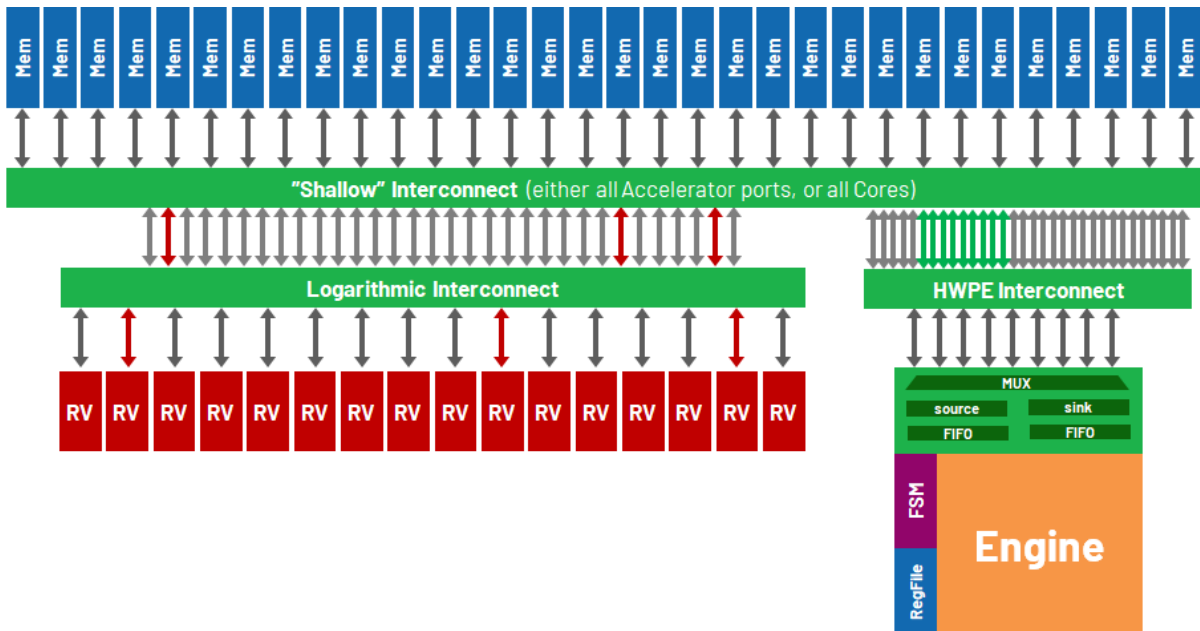 Mem Mem Mem Mem Mem Mem Mem Mem Mem Mem Mem Mem Mem Mem Mem Mem Mem Mem Mem Mem Mem Mem Mem Mem Mem Mem Mem Mem Mem Mem Mem Mem
”Shallow” Interconnect (either all Accelerator ports, or all Cores)
Logarithmic Interconnect
HWPE Interconnect
RV RV RV RV RV RV RV RV RV RV RV RV RV RV RV RV
MUX
source
sink
FIFO
FIFO
FSM
Engine
RegFile